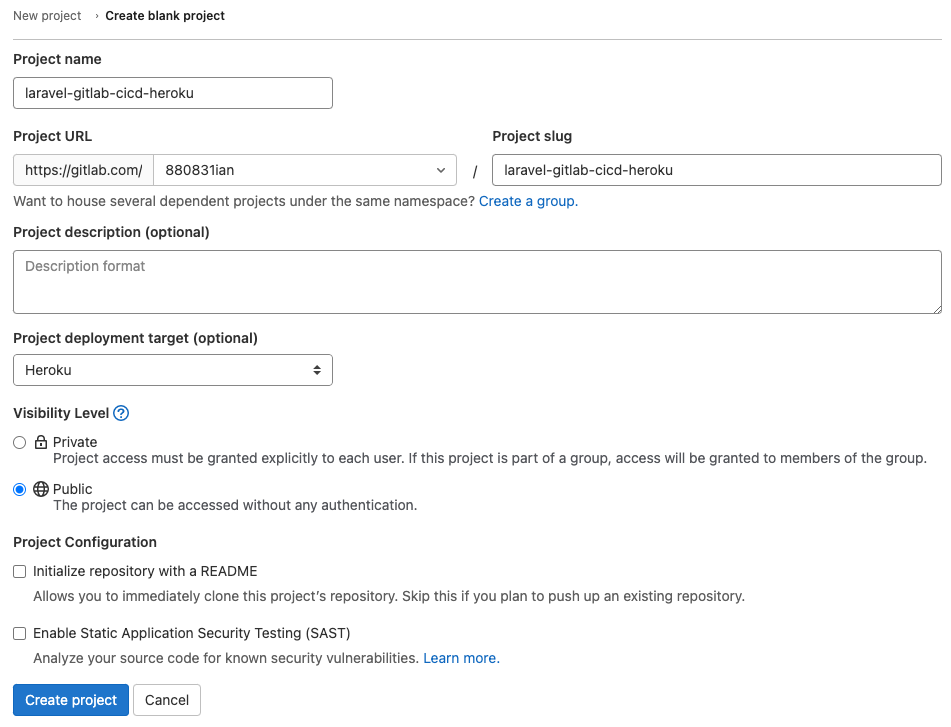 New project › Create blank project
Project name
laravel-gitlab-cicd-heroku
Project URL
Project slug
https://gitlab.com/ 880831ian / laravel-gitlab-cicd-heroku
Want to house several dependent projects under the same namespace? Create a group.
Project description (optional)
Description format
Project deployment target (optional)
Heroku
Visibility Level
Private
Project access must be granted explicitly to each user. If this project is part of a group, access will be granted to members of the group.
Public
The project can be accessed without any authentication.
Project Configuration
Initialize repository with a README
Allows you to immediately clone this project’s repository. Skip this if you plan to push up an existing repository.
Enable Static Application Security Testing (SAST)
Analyze your source code for known security vulnerabilities. Learn more.
Create project Cancel